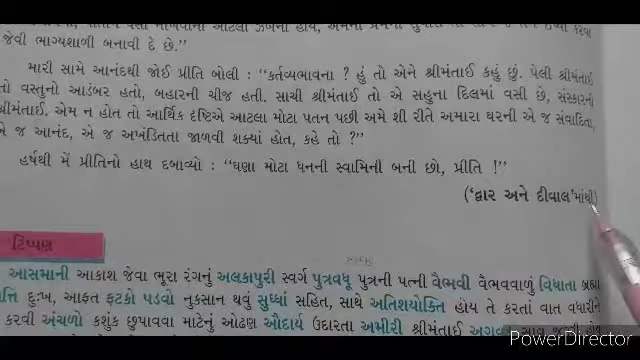 જેવી ભાગ્યશાળી બનાવી દે છે.”
મારી સામે આનંદથી જોઈ પ્રીતિ બોલી : “કર્તવ્યભાવના ? હું તો એને શ્રીમંતાઈ કહું છું. પેલી શ્રીમંતાઈ
તો વસ્તુનો આડંબર હતો, બહારની ચીજ હતી. સાચી શ્રીમંતાઈ તો એ સહુના દિલમાં વસી છે, સંસ્કારની
શ્રીમંતાઈ. એમ ન હોત તો આર્થિક દૃષ્ટિએ આટલા મોટા પતન પછી અમે શી રીતે અમારા ઘરની એ જ સંવાદિતા,
એ જ આનંદ, એ જ અખંડિતતા જાળવી શક્યાં હોત, કહે તો ?”
હર્ષથી મેં પ્રીતિનો હાથ દબાવ્યો : “ઘણા મોટા ધનની સ્વામિની બની છો, પ્રીતિ !”
(‘દ્વાર અને દીવાલ’માંથી)
ટિપ્પણ
આસમાની આકાશ જેવા ભૂરા રંગનું અલકાપુરી સ્વર્ગ પુત્રવધૂ પુત્રની પત્ની વૈભવી વૈભવવાળું વિધાતા બ્રહ્મા
દુઃખ, આફત ફટકો પડવો નુકસાન થવું સુધ્ધાં સહિત, સાથે અતિશયોક્તિ હોય તે કરતાં વાત વધારીને
કરવી અંચળો કશુંક છુપાવવા માટેનું ઓઢણ ઔદાર્ય ઉદારતા અમીરી શ્રીમંતાઈ
PowerDirector